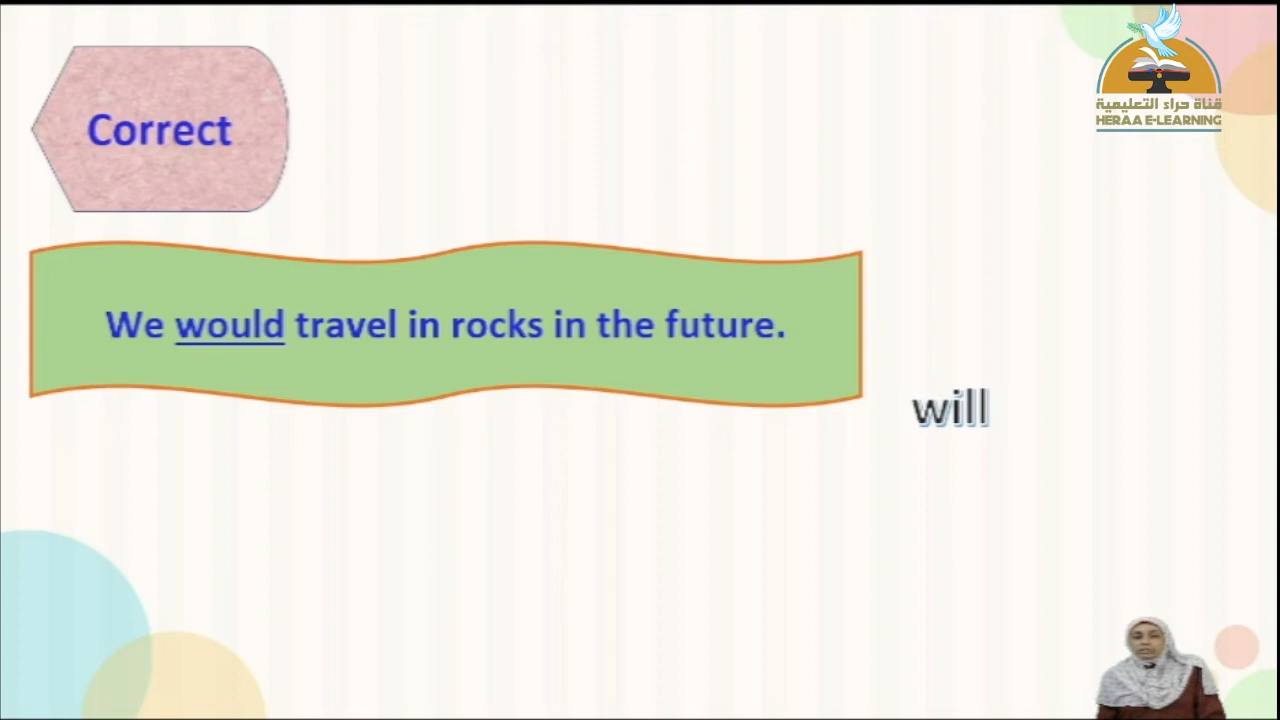 Correct
قناة حراء التعليمية
HERAA E-LEARNING
We would travel in rocks in the future.
will